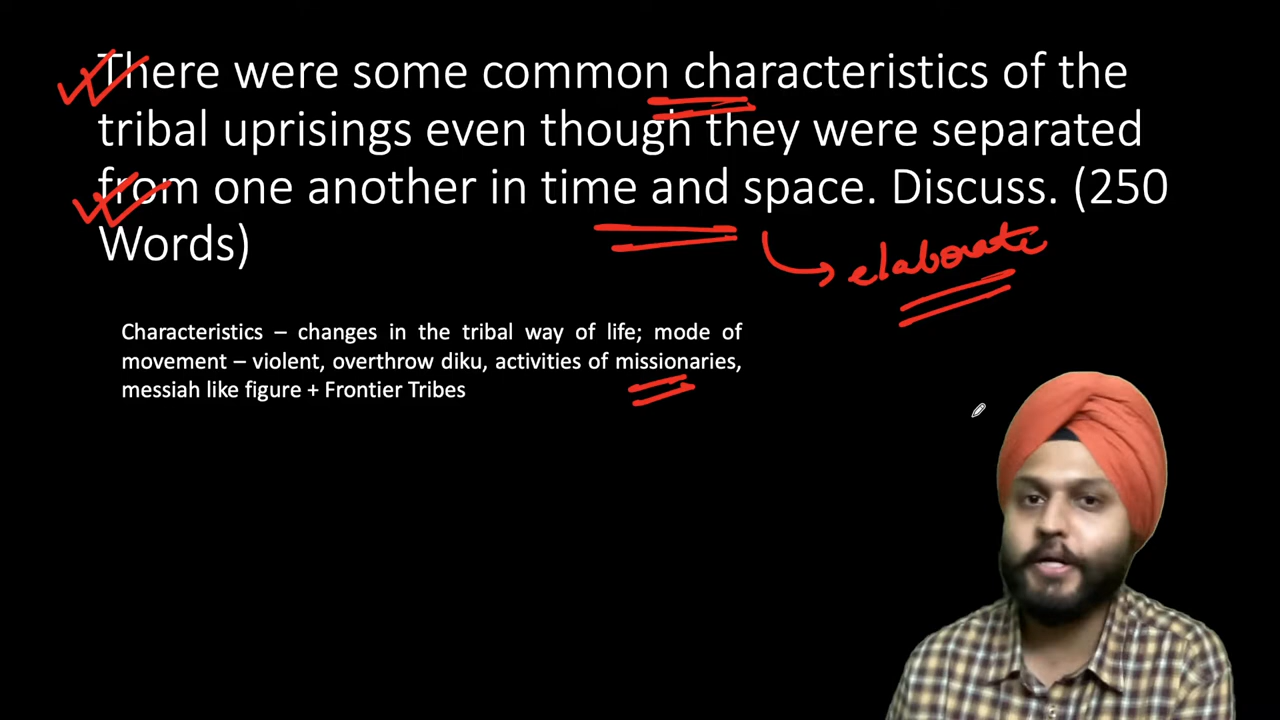 There were some common characteristics of the
tribal uprisings even though they were separated
from one another in time and space. Discuss. (250
Words)
elaborate
Characteristics – changes in the tribal way of life; mode of
movement – violent, overthrow diku, activities of missionaries,
messiah like figure + Frontier Tribes